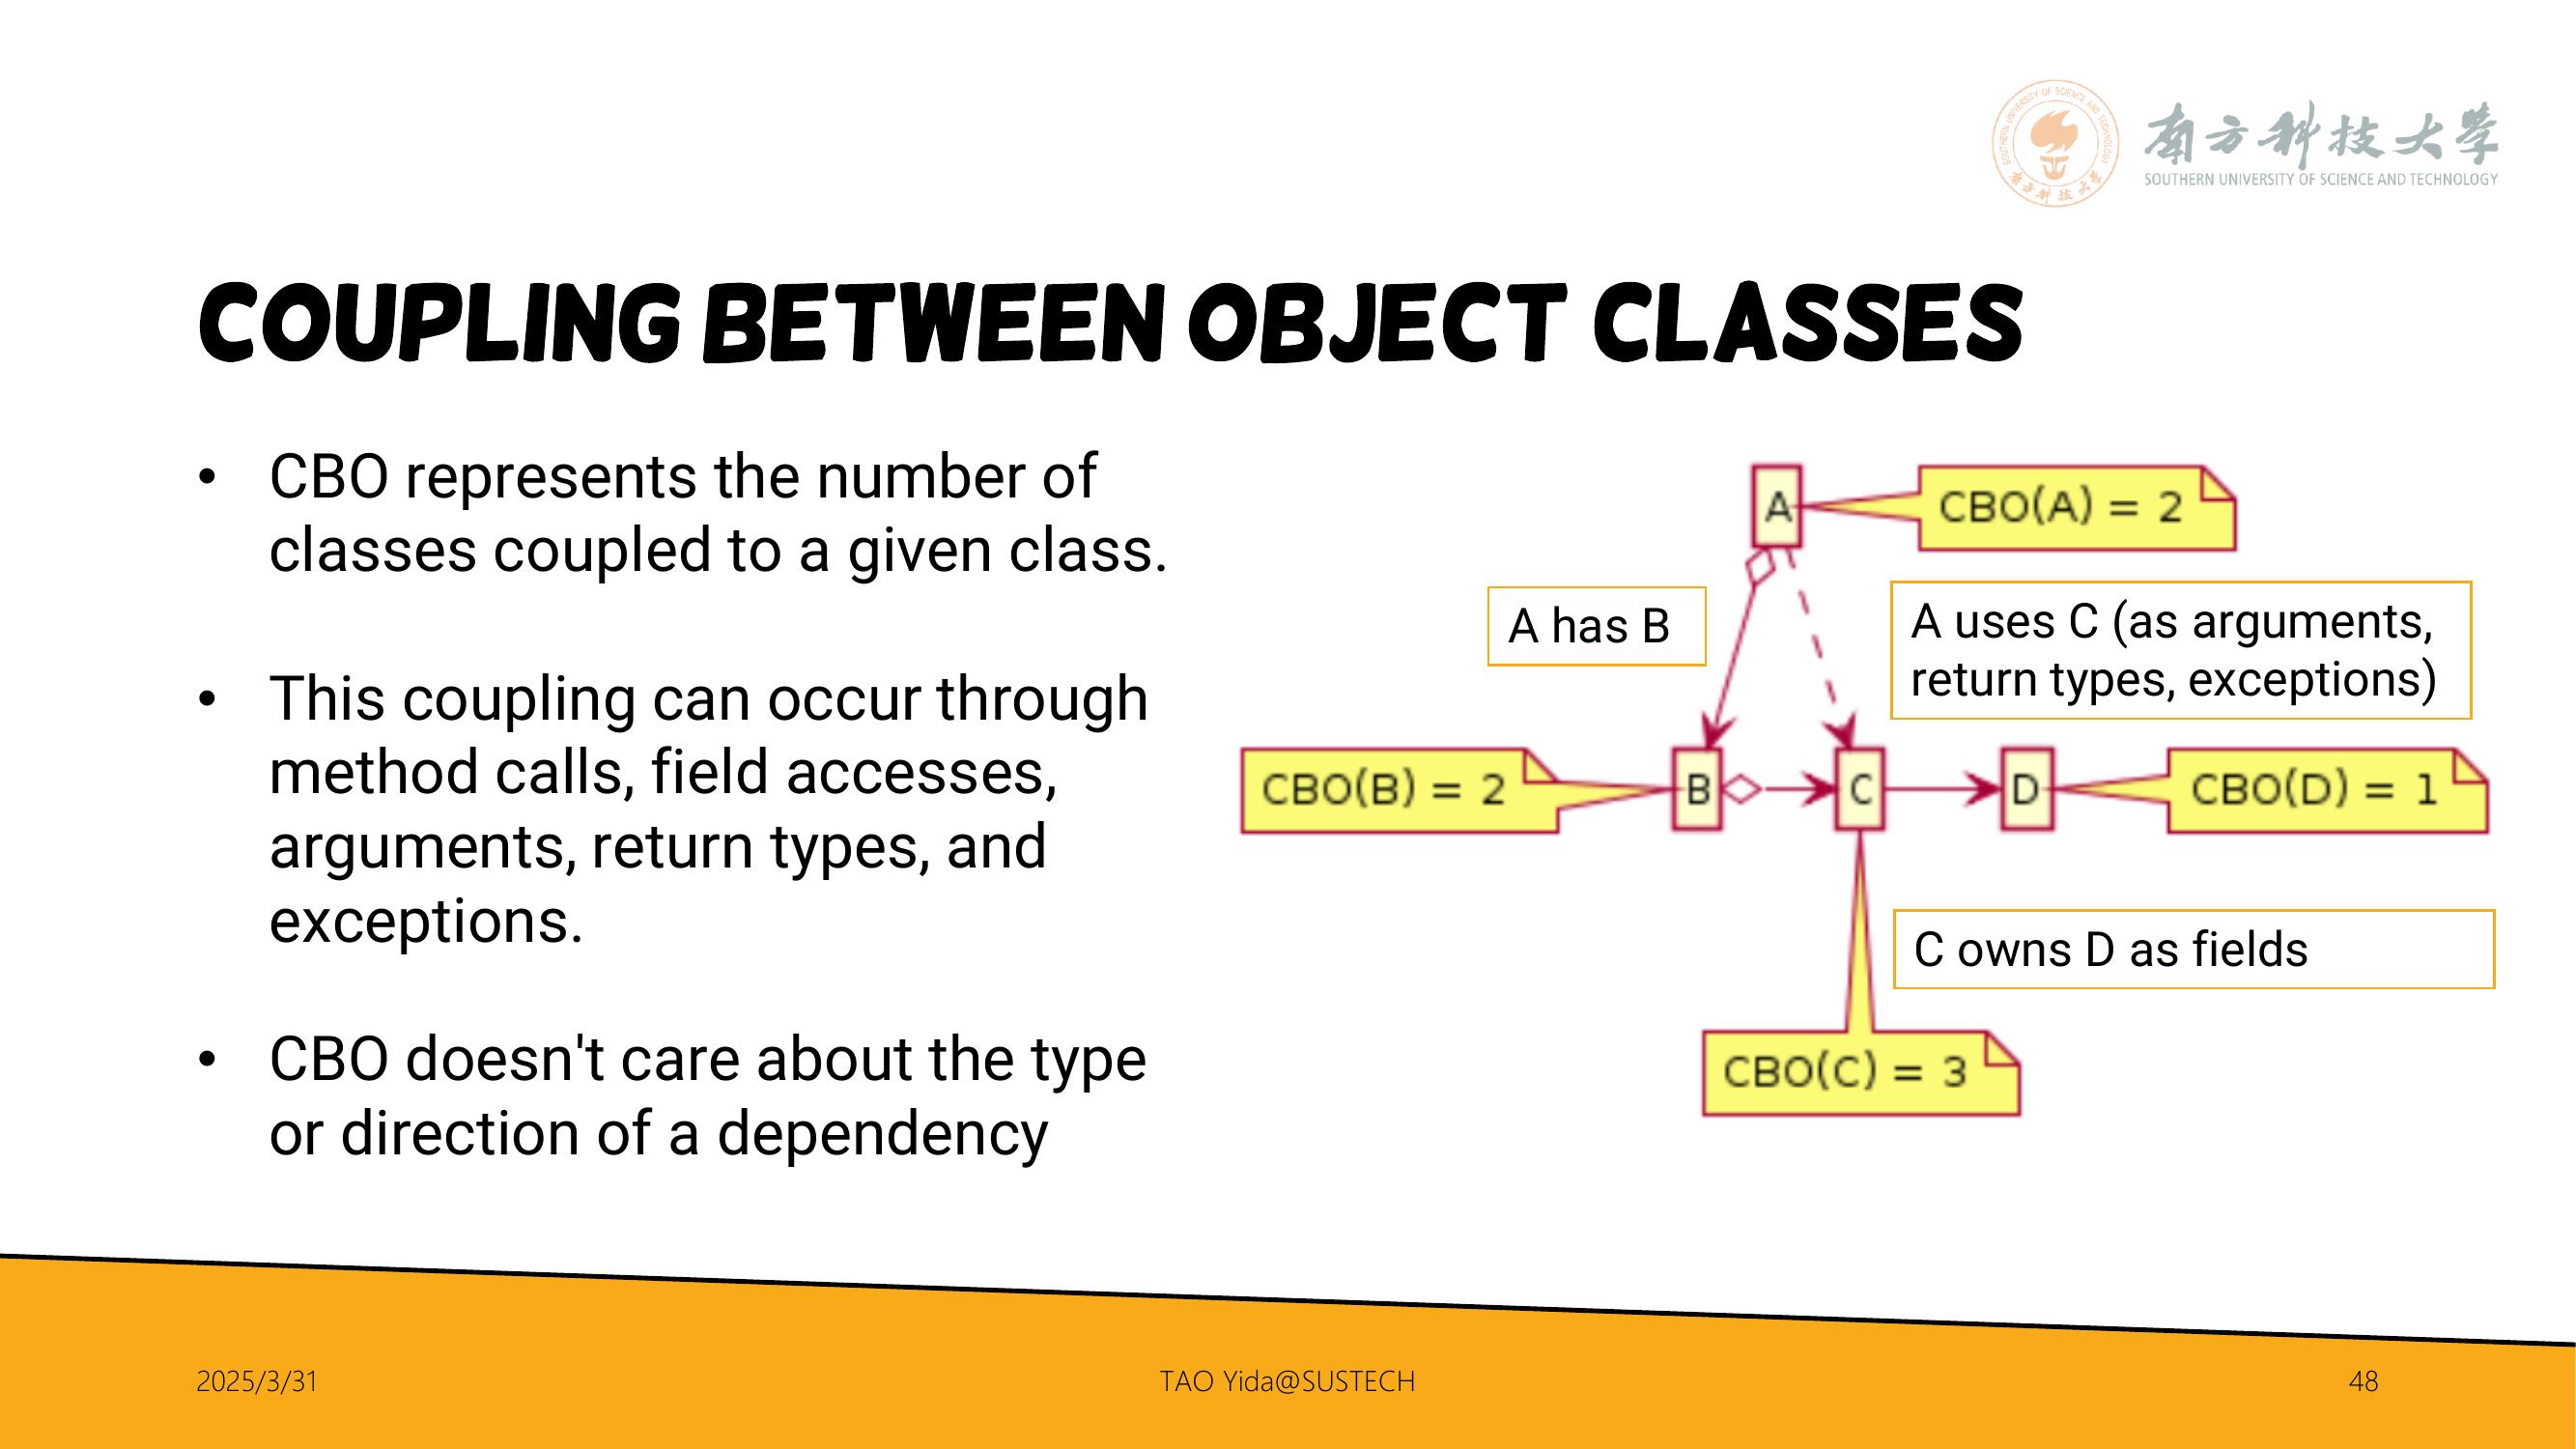 南方科技大学
SOUTHERN UNIVERSITY OF SCIENCE AND TECHNOLOGY
COUPLING BETWEEN OBJECT CLASSES
• CBO represents the number of
classes coupled to a given class.
• This coupling can occur through
method calls, field accesses,
arguments, return types, and
exceptions.
• CBO doesn't care about the type
or direction of a dependency
A
CBO(A) = 2
A has B
A uses C (as arguments,
return types, exceptions)
CBO(B) = 2
B
C
D
CBO(D) = 1
C owns D as fields
CBO(C) = 3
2025/3/31
TAO Yida@SUSTECH
48